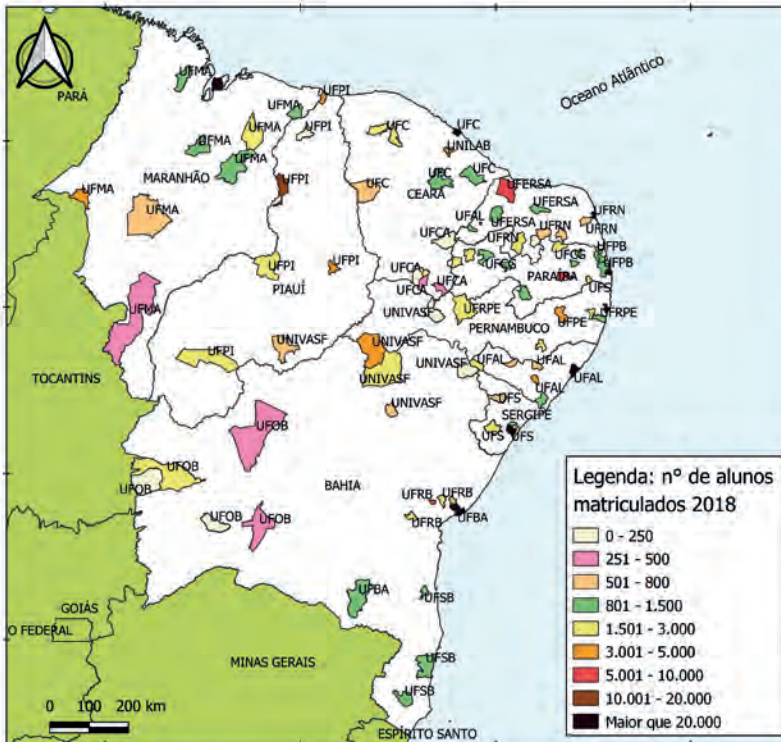 Oceano Atlântico
PARÁ
UFMA
UFPI
UFMA
UFMA
UFPI
UFC
UFC
UNILAB
UFMA
UFMA
MARANHÃO
UFPI
UFC
UFC
UFC
CEARÁ
UFERSA
UFMA
UFMA
UFAL
UFERSA
UFERSA
UFRN
UFRN
UFRN
UFCA
UFCG
UFPB
UFPI
UFPI
PIAUÍ
UFCA
UFCA
UFCA
UFCG
PARAÍBA
UFPB
UFS
UFMA
UNIVASF
UFRPE
UFPE
UFRPE
PERNAMBUCO
UFPI
UNIVASF
UNIVASF
UNIVASF
UNIVASF
UFAL
UFAL
UFAL
TOCANTINS
UNIVASF
UFS
SERGIPE
UFS
UFS
UFOB
UFOB
UFOB
BAHIA
UFOB
UFOB
UFRB
UFRB
UFRB
UFBA
UFBA
UFSB
GOIÁS
O FEDERAL
MINAS GERAIS
UFSB
UFSB
ESPÍRITO SANTO
0 100 200 km
Legenda: n° de alunos
matriculados 2018
0 - 250
251 - 500
501 - 800
801 - 1.500
1.501 - 3.000
3.001 - 5.000
5.001 - 10.000
10.001 - 20.000
Maior que 20.000